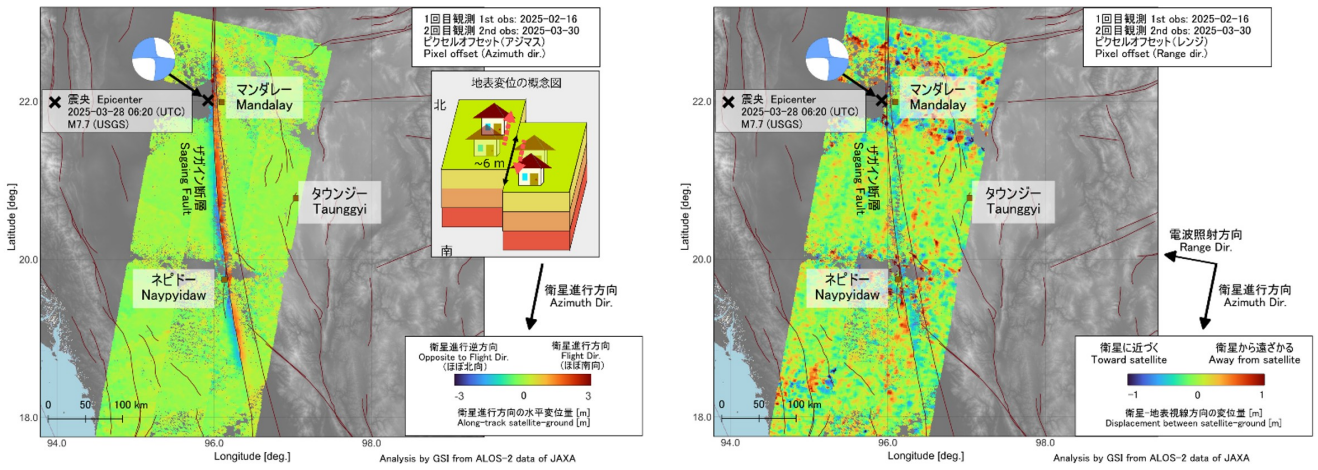 1回目観測 1st obs: 2025-02-16
2回目観測 2nd obs: 2025-03-30
ピクセルオフセット(アジマス)
Pixel offset (Azimuth dir.)
地表変位の概念図
北
~6 m
南
マンダレー
Mandalay
震央 Epicenter
2025-03-28 06:20 (UTC)
M7.7 (USGS)
ザガイン断層
Sagaing Fault
タウンジー
Taunggyi
ネピドー
Naypyidaw
衛星進行方向
Azimuth Dir.
衛星進行逆方向
Opposite to Flight Dir.
(ほぼ北向)
衛星進行方向
Flight Dir.
(ほぼ南向)
-3 0 3
衛星進行方向の水平変位量 [m]
Along-track satellite-ground [m]
22.0
20.0
18.0
Latitude [deg.]
0 50 100 km
94.0 96.0 98.0
Longitude [deg.]
Analysis by GSI from ALOS-2 data of JAXA
1回目観測 1st obs: 2025-02-16
2回目観測 2nd obs: 2025-03-30
ピクセルオフセット(レンジ)
Pixel offset (Range dir.)
マンダレー
Mandalay
震央 Epicenter
2025-03-28 06:20 (UTC)
M7.7 (USGS)
ザガイン断層
Sagaing Fault
タウンジー
Taunggyi
ネピドー
Naypyidaw
電波照射方向
Range Dir.
衛星進行方向
Azimuth Dir.
衛星に近づく
Toward satellite
衛星から遠ざかる
Away from satellite
-1 0 1
衛星-地表視線方向の変位量 [m]
Displacement between satellite-ground [m]
22.0
20.0
18.0
Latitude [deg.]
0 50 100 km
94.0 96.0 98.0
Longitude [deg.]
Analysis by GSI from ALOS-2 data of JAXA